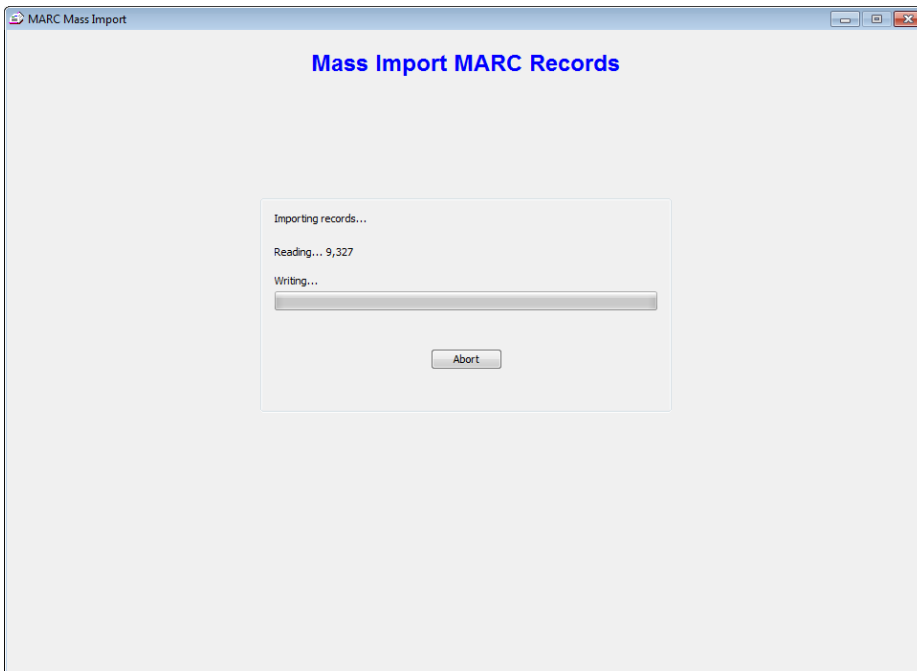 MARC Mass Import
Mass Import MARC Records
Importing records...
Reading... 9,327
Writing...
Abort